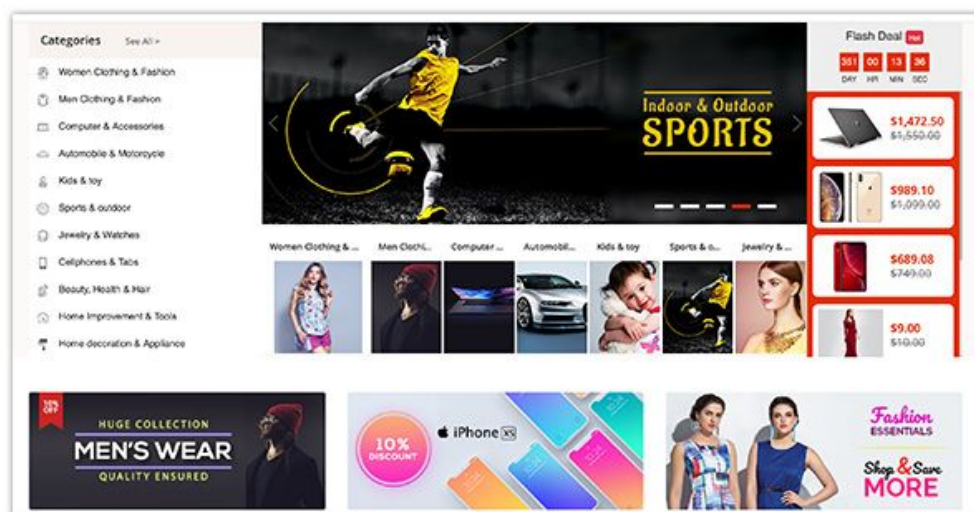 Categories See All >
Women Clothing & Fashion
Men Clothing & Fashion
Computer & Accessories
Automobile & Motorcycle
Kids & toy
Sports & outdoor
Jewelry & Watches
Cellphones & Tabs
Beauty, Health & Hair
Home Improvement & Tools
Home decoration & Appliance
Indoor & Outdoor
SPORTS
Women Clothing & ... Men Clothi... Computer ... Automobil... Kids & toy Sports & o... Jewelry & ...
Flash Deal Hot
351 00 13 36
DAY HR MIN SEC
$1,472.50
$1,550.00
$989.10
$1,099.00
$689.08
$749.00
$9.00
$10.00
10%
OFF
HUGE COLLECTION
MEN'S WEAR
QUALITY ENSURED
10%
DISCOUNT
iPhone XS
Fashion
ESSENTIALS
Shop & Save
MORE